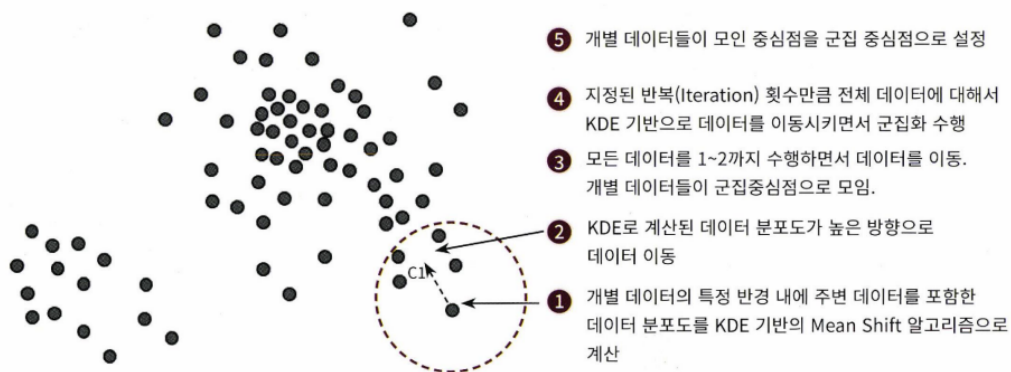 ❺ 개별 데이터들이 모인 중심점을 군집 중심점으로 설정
❹ 지정된 반복(Iteration) 횟수만큼 전체 데이터에 대해서
KDE 기반으로 데이터를 이동시키면서 군집화 수행
❸ 모든 데이터를 1~2까지 수행하면서 데이터를 이동.
개별 데이터들이 군집중심점으로 모임.
❷ KDE로 계산된 데이터 분포도가 높은 방향으로
데이터 이동
C1
❶ 개별 데이터의 특정 반경 내에 주변 데이터를 포함한
데이터 분포도를 KDE 기반의 Mean Shift 알고리즘으로
계산